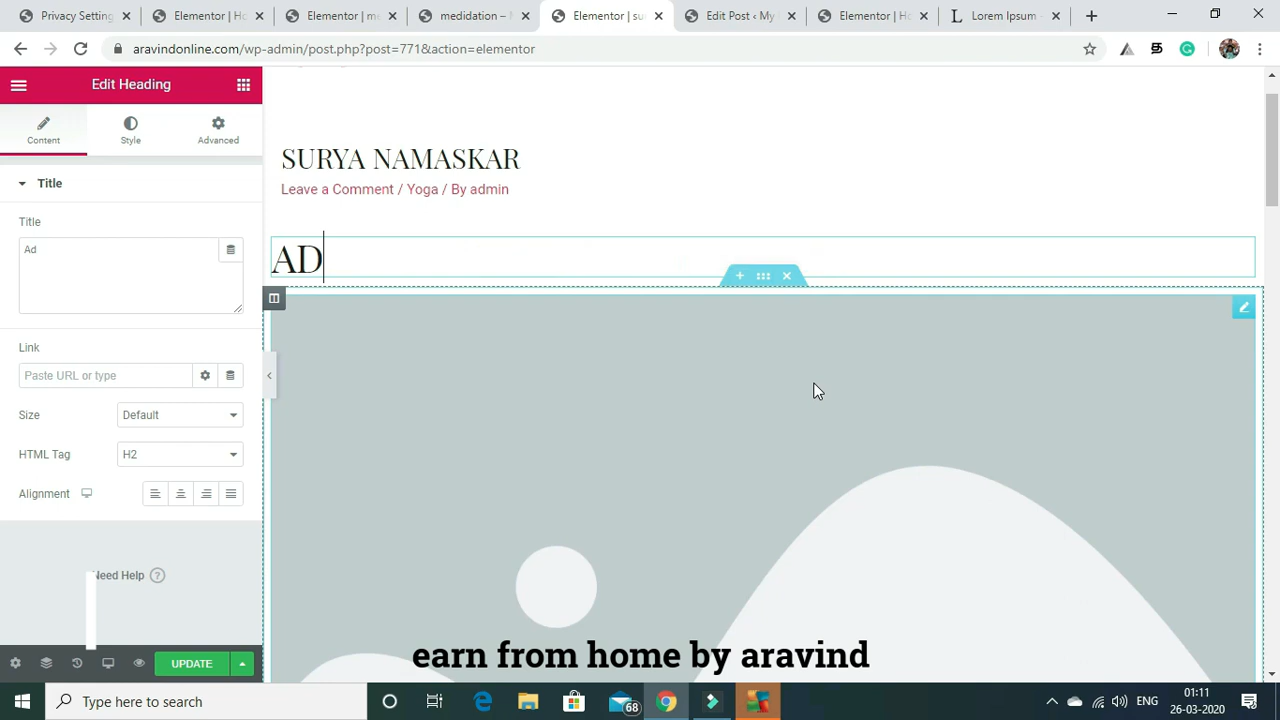 Privacy Setting
Elementor | Ho
Elementor | me
medidation – N
Elementor | su
Edit Post ‹ My
Elementor | Ho
Lorem Ipsum -
aravindonline.com/wp-admin/post.php?post=771&action=elementor
Edit Heading
Content
Style
Advanced
Title
Title
Ad
Link
Paste URL or type
Size
Default
HTML Tag
H2
Alignment
Need Help
UPDATE
SURYA NAMASKAR
Leave a Comment / Yoga / By admin
AD
earn from home by aravind
Type here to search
68
ENG
01:11
26-03-2020